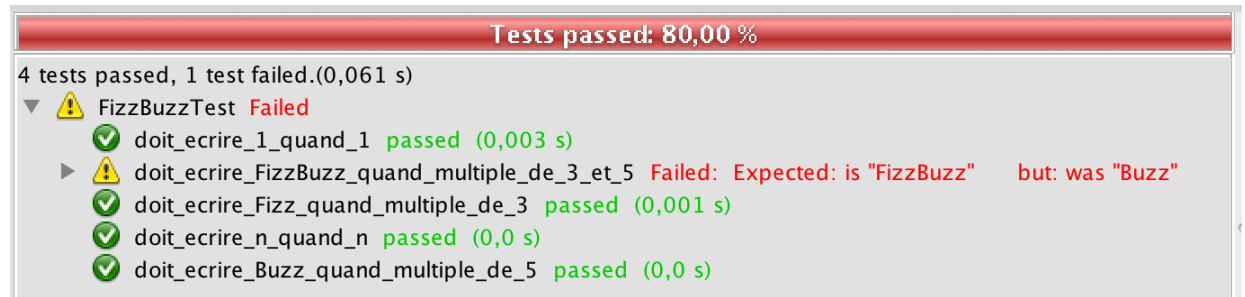 Tests passed: 80,00 %
4 tests passed, 1 test failed.(0,061 s)
FizzBuzzTest Failed
doit_ecrire_1_quand_1 passed (0,003 s)
doit_ecrire_FizzBuzz_quand_multiple_de_3_et_5 Failed: Expected: is "FizzBuzz" but: was "Buzz"
doit_ecrire_Fizz_quand_multiple_de_3 passed (0,001 s)
doit_ecrire_n_quand_n passed (0,0 s)
doit_ecrire_Buzz_quand_multiple_de_5 passed (0,0 s)